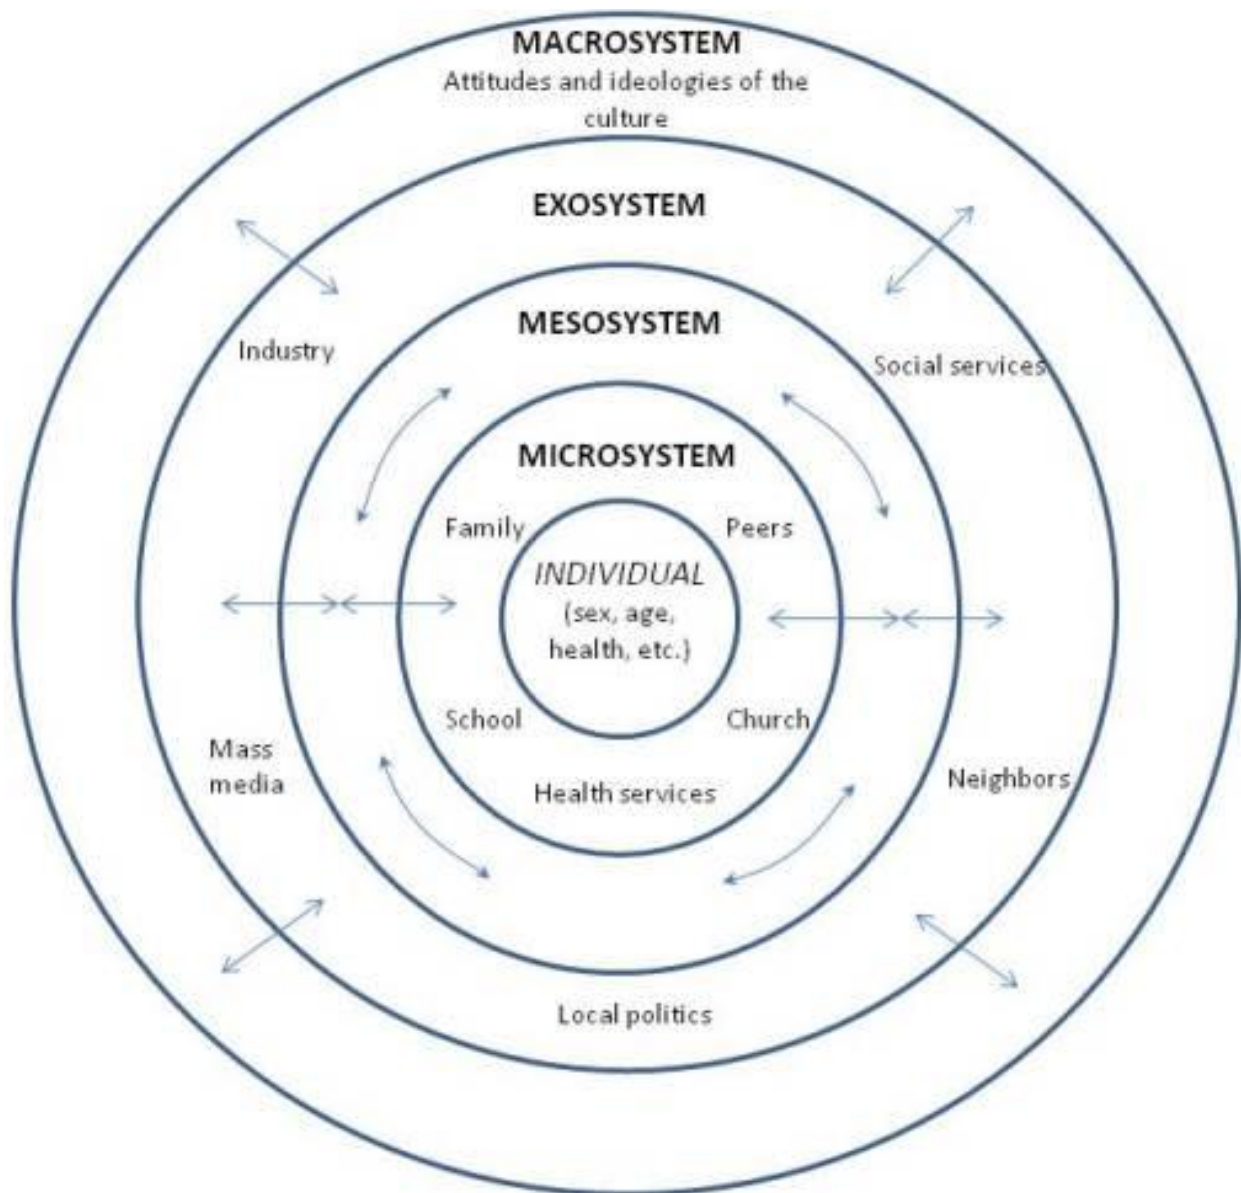 MACROSYSTEM
Attitudes and ideologies of the
culture
EXOSYSTEM
MESOSYSTEM
Industry
Social services
MICROSYSTEM
Family
Peers
INDIVIDUAL
(sex, age,
health, etc.)
School
Church
Mass
media
Neighbors
Health services
Local politics